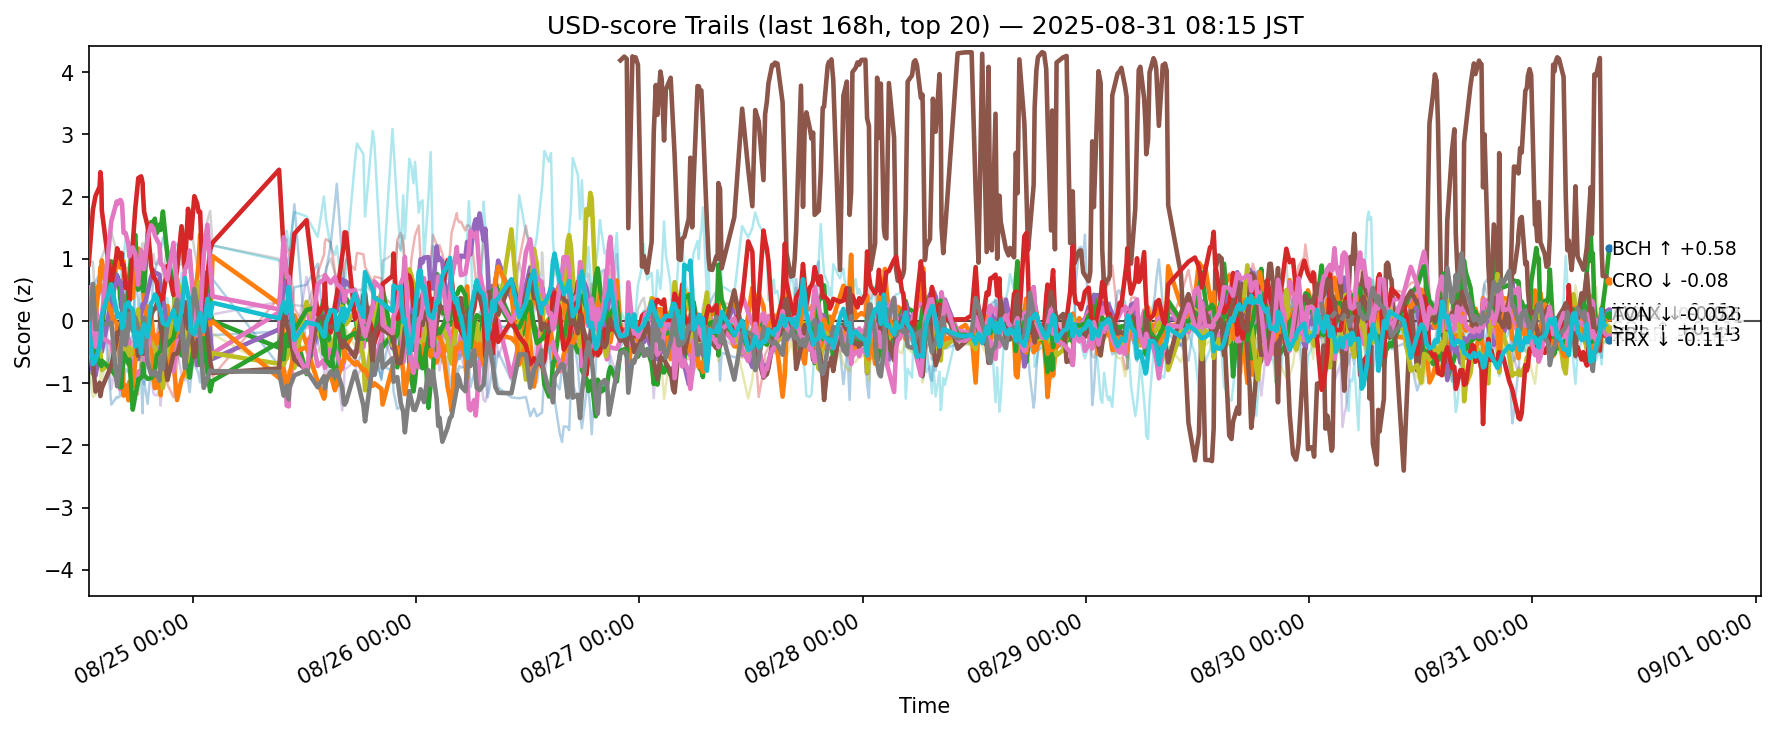 USD-score Trails (last 168h, top 20) — 2025-08-31 08:15 JST
Score (z)
4
3
2
1
0
−1
−2
−3
−4
BCH ↑ +0.58
CRO ↓ -0.08
TON ↓ -0.03
TRX ↓ -0.11
08/25 00:00
08/26 00:00
08/27 00:00
08/28 00:00
08/29 00:00
08/30 00:00
08/31 00:00
09/01 00:00
Time